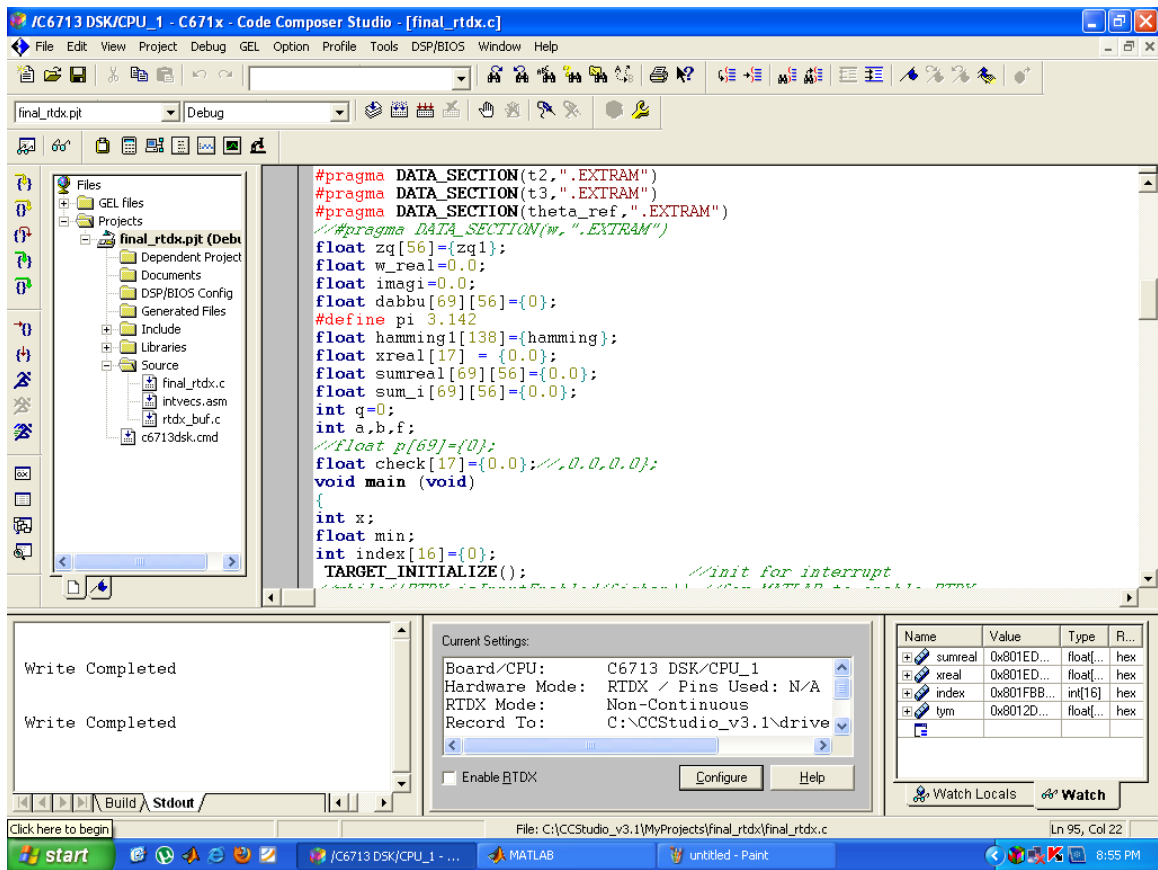 /C6713 DSK/CPU_1 - C671x - Code Composer Studio - [final_rtdx.c]
File Edit View Project Debug GEL Option Profile Tools DSP/BIOS Window Help
final_rtdx.pjt Debug
Files
GEL files
Projects
final_rtdx.pjt (Debu
Dependent Project
Documents
DSP/BIOS Config
Generated Files
Include
Libraries
Source
final_rtdx.c
intvecs.asm
rtdx_buf.c
c6713dsk.cmd
#pragma DATA_SECTION(t2,".EXTRAM")
#pragma DATA_SECTION(t3,".EXTRAM")
#pragma DATA_SECTION(theta_ref,".EXTRAM")
//#pragma DATA_SECTION(w,".EXTRAM")
float zq[56]={zq1};
float w_real=0.0;
float imagi=0.0;
float dabbu[69][56]={0};
#define pi 3.142
float hamming1[138]={hamming};
float xreal[17] = {0.0};
float sumreal[69][56]={0.0};
float sum_i[69][56]={0.0};
int q=0;
int a,b,f;
//float p[69]={0};
float check[17]={0.0};//,0.0,0.0};
void main (void)
{
int x;
float min;
int index[16]={0};
TARGET_INITIALIZE(); //init for interrupt
Write Completed
Write Completed
Build Stdout
Current Settings:
Board/CPU: C6713 DSK/CPU_1
Hardware Mode: RTDX / Pins Used: N/A
RTDX Mode: Non-Continuous
Record To: C:\CCStudio_v3.1\drive
Enable RTDX Configure Help
Name Value Type R...
sumreal 0x801ED... float[... hex
xreal 0x801ED... float[... hex
index 0x801FBB... int[16] hex
tym 0x8012D... float[... hex
Watch Locals Watch
Click here to begin
File: C:\CCStudio_v3.1\MyProjects\final_rtdx\final_rtdx.c
Ln 95, Col 22
start /C6713 DSK/CPU_1 - ... MATLAB untitled - Paint 8:55 PM